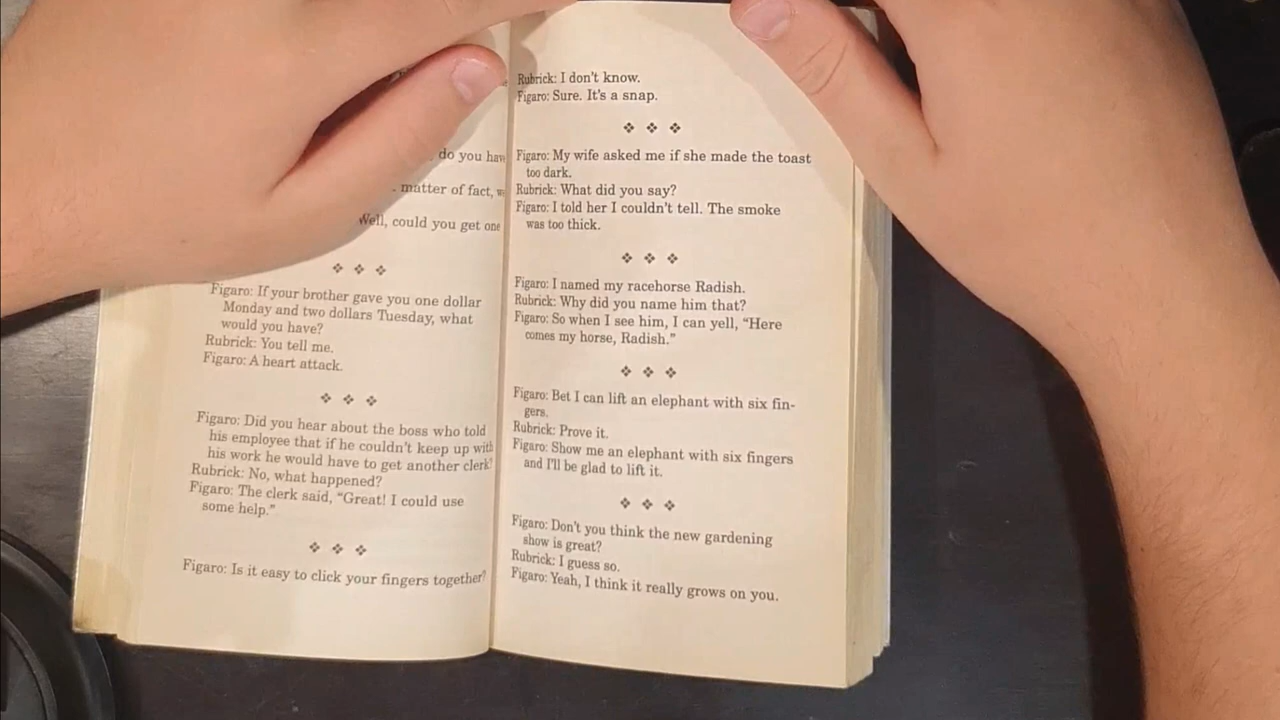 do you have
matter of fact,
Well, could you get one
❖ ❖ ❖
Figaro: If your brother gave you one dollar
Monday and two dollars Tuesday, what
would you have?
Rubrick: You tell me.
Figaro: A heart attack.
❖ ❖ ❖
Figaro: Did you hear about the boss who told
his employee that if he couldn't keep up with
his work he would have to get another clerk?
Rubrick: No, what happened?
Figaro: The clerk said, "Great! I could use
some help."
❖ ❖ ❖
Figaro: Is it easy to click your fingers together?
Rubrick: I don't know.
Figaro: Sure. It's a snap.
❖ ❖ ❖
Figaro: My wife asked me if she made the toast
too dark.
Rubrick: What did you say?
Figaro: I told her I couldn't tell. The smoke
was too thick.
❖ ❖ ❖
Figaro: I named my racehorse Radish.
Rubrick: Why did you name him that?
Figaro: So when I see him, I can yell, "Here
comes my horse, Radish."
❖ ❖ ❖
Figaro: Bet I can lift an elephant with six fin-
gers.
Rubrick: Prove it.
Figaro: Show me an elephant with six fingers
and I'll be glad to lift it.
❖ ❖ ❖
Figaro: Don't you think the new gardening
show is great?
Rubrick: I guess so.
Figaro: Yeah, I think it really grows on you.